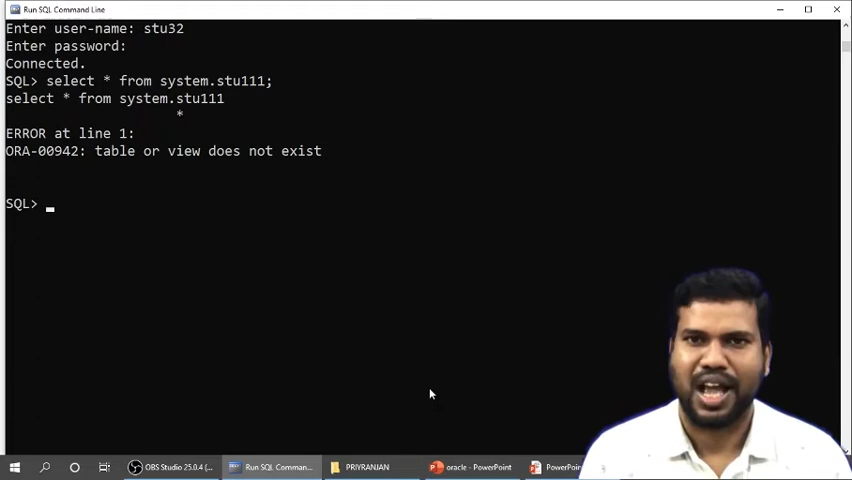 Run SQL Command Line
Enter user-name: stu32
Enter password:
Connected.
SQL> select * from system.stu111;
select * from system.stu111
*
ERROR at line 1:
ORA-00942: table or view does not exist
SQL> _
OBS Studio 25.0.4 (...
Run SQL Comman...
PRIYRANJAN
oracle - PowerPoint
PowerPoin